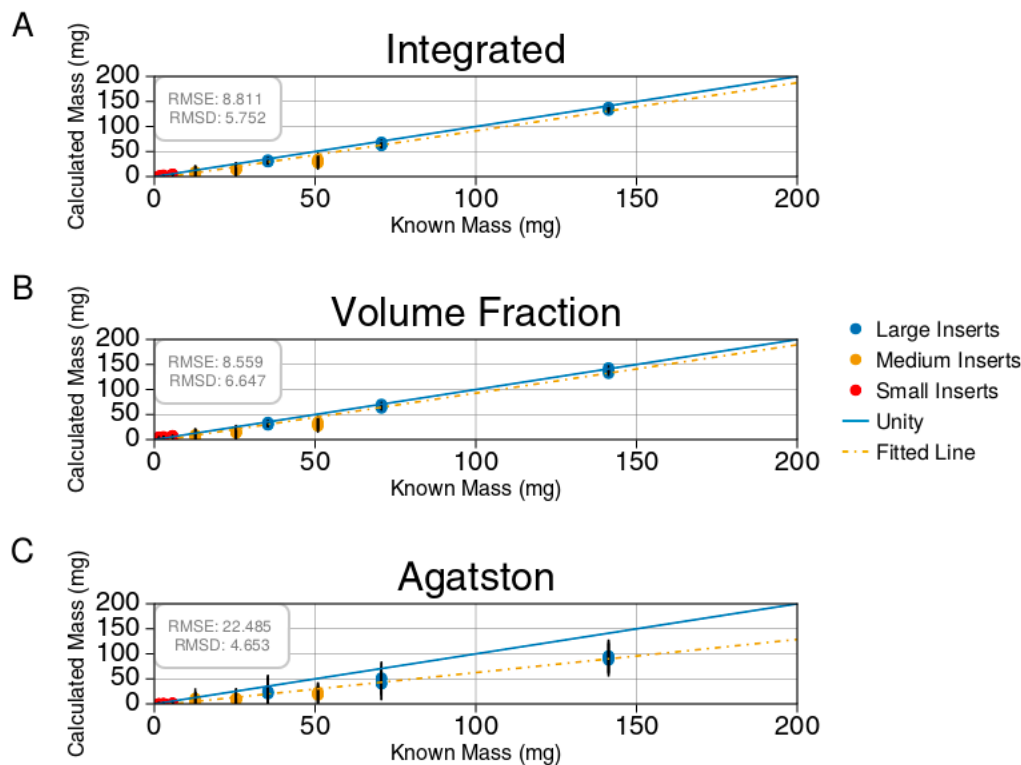 A
Integrated
Calculated Mass (mg)
200
150
100
50
0
RMSE: 8.811
RMSD: 5.752
0 50 100 150 200
Known Mass (mg)
B
Volume Fraction
Calculated Mass (mg)
200
150
100
50
0
RMSE: 8.559
RMSD: 6.647
0 50 100 150 200
Known Mass (mg)
Large Inserts
Medium Inserts
Small Inserts
Unity
Fitted Line
C
Agatston
Calculated Mass (mg)
200
150
100
50
0
RMSE: 22.485
RMSD: 4.653
0 50 100 150 200
Known Mass (mg)